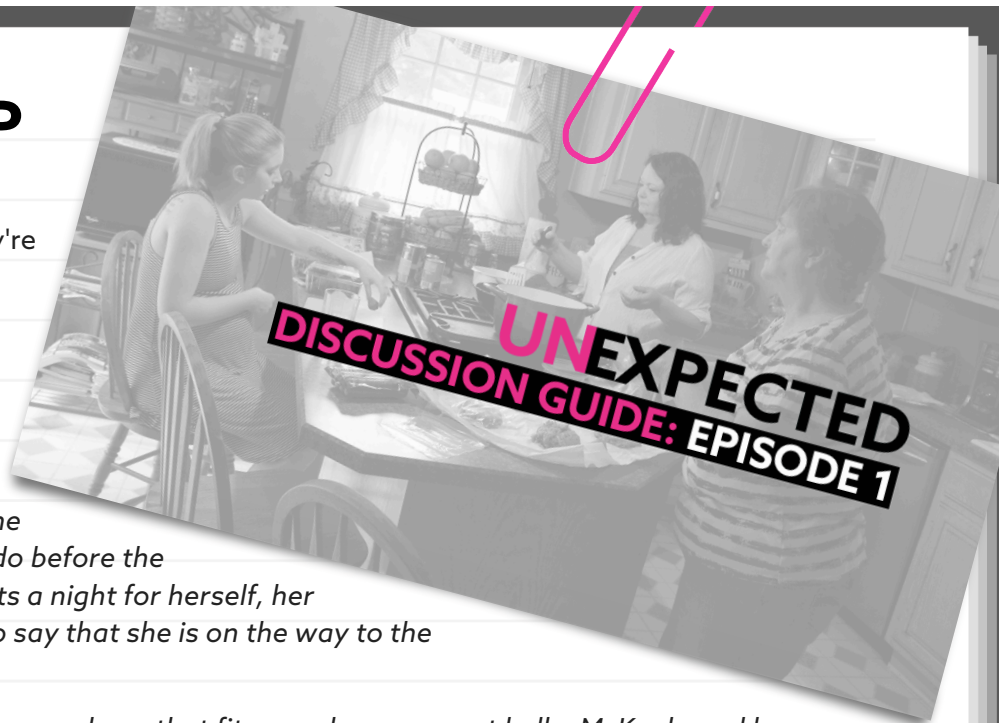 P
y're
UNEXPECTED
DISCUSSION GUIDE: EPISODE 1
ne
do before the
ts a night for herself, her
o say that she is on the way to the